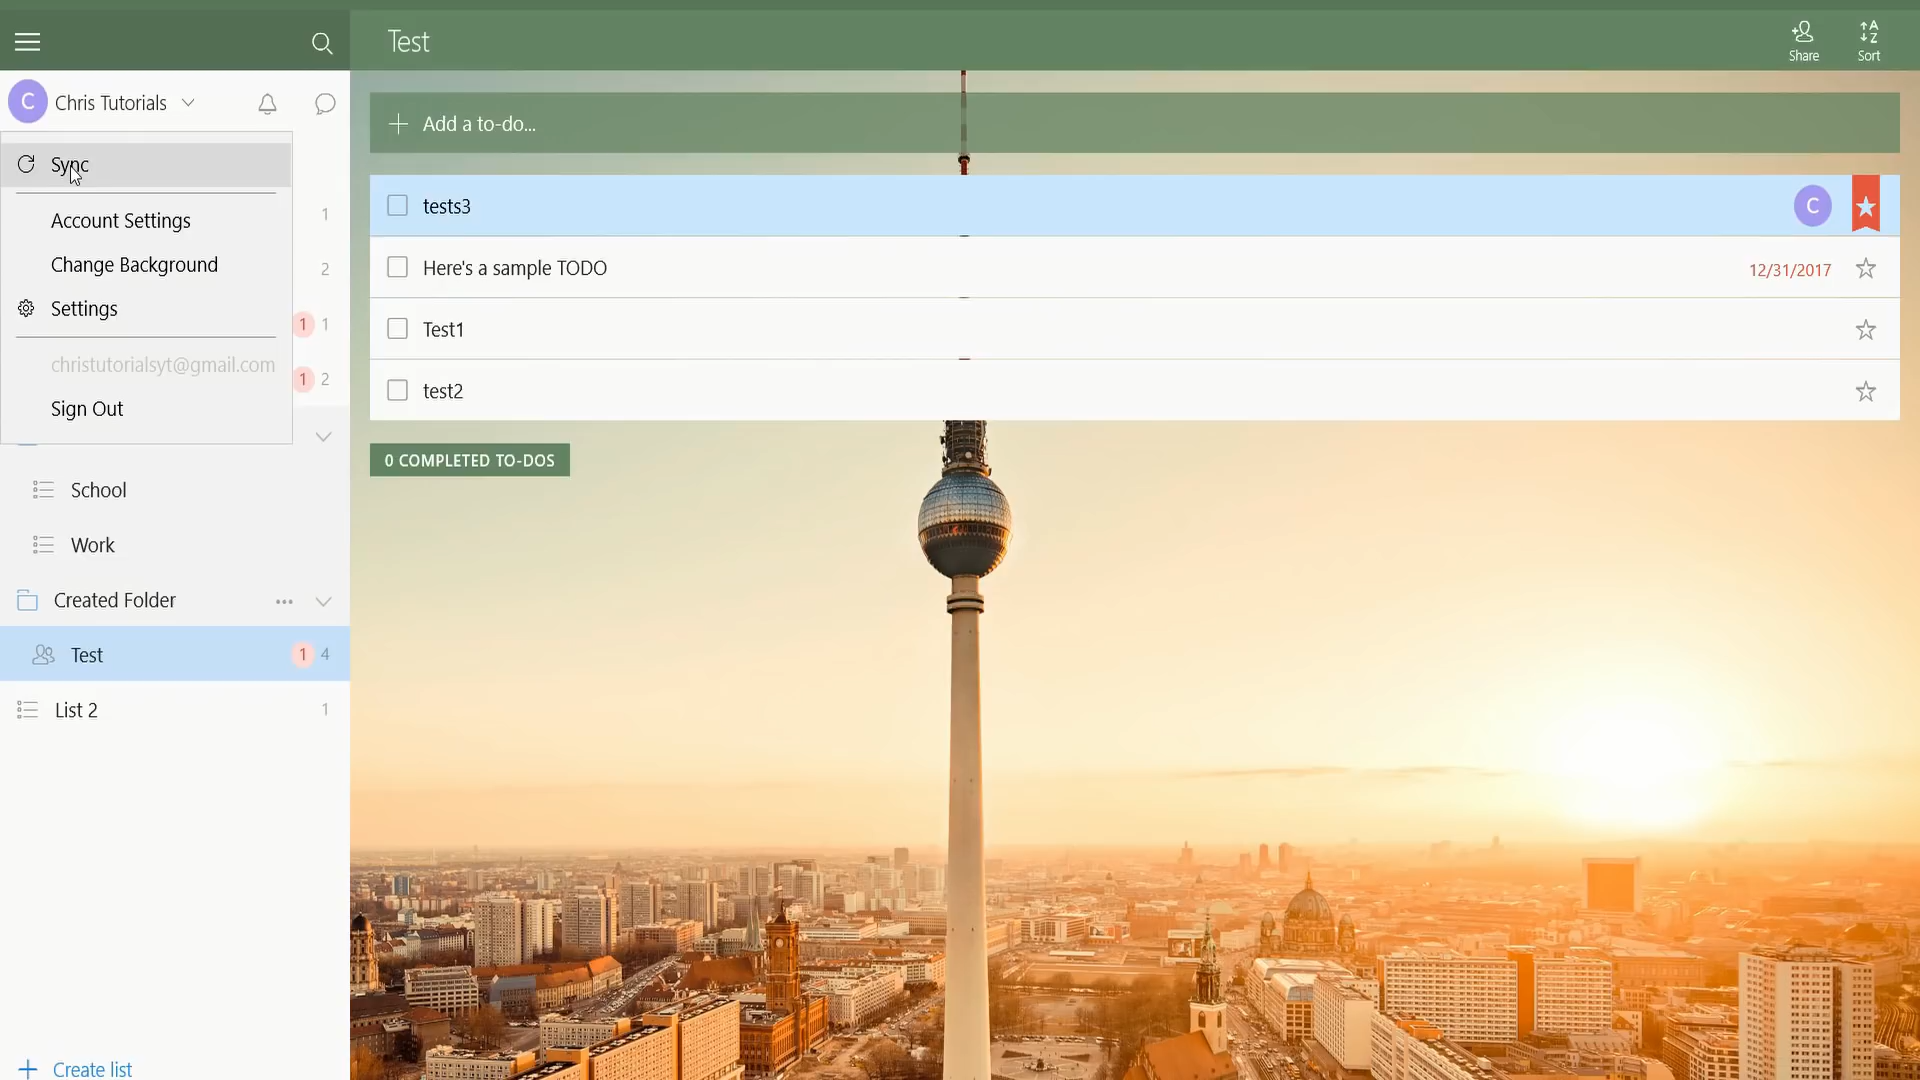 Test
Share
Sort
C Chris Tutorials
Add a to-do...
Sync
Account Settings
1
Change Background
2
Settings
1 1
christutorialsyt@gmail.com
1 2
Sign Out
tests3
C
Here's a sample TODO
12/31/2017
Test1
test2
0 COMPLETED TO-DOS
School
Work
Created Folder
Test
1 4
List 2
1
Create list